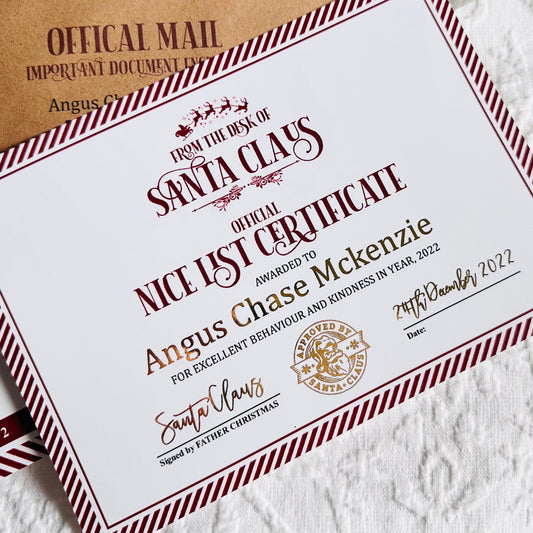 OFFICAL MAIL
IMPORTANT DOCUMENT
Angus
FROM THE DESK OF
SANTA CLAUS
OFFICIAL
NICE LIST CERTIFICATE
AWARDED TO
Angus Chase Mckenzie
FOR EXCELLENT BEHAVIOUR AND KINDNESS IN YEAR, 2022
Santa Claus
Signed by FATHER CHRISTMAS
APPROVED BY
SANTA CLAUS
24th December 2022
Date:
2